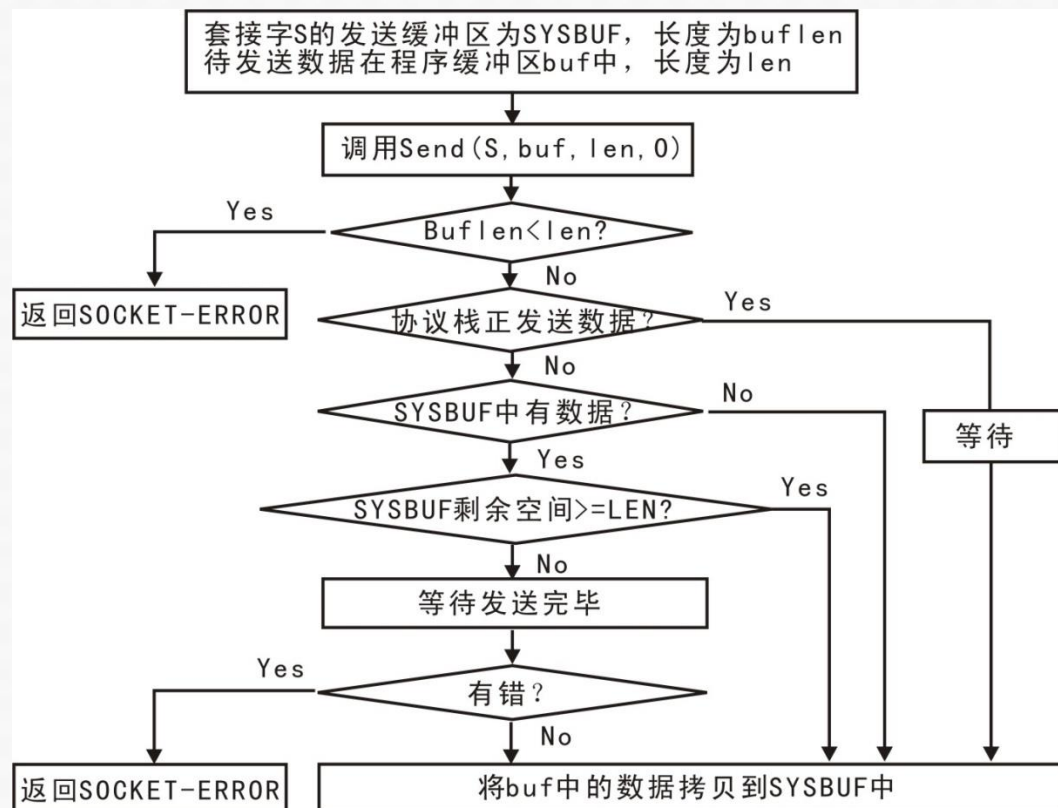 套接字S的发送缓冲区为SYSBUF，长度为buflen
待发送数据在程序缓冲区buf中，长度为len
调用Send(S,buf,len,0)
Yes
Buflen<len?
No
返回SOCKET-ERROR
协议栈正发送数据?
Yes
No
SYSBUF中有数据?
No
等待
Yes
SYSBUF剩余空间>=LEN?
Yes
No
等待发送完毕
Yes
有错?
No
返回SOCKET-ERROR
将buf中的数据拷贝到SYSBUF中